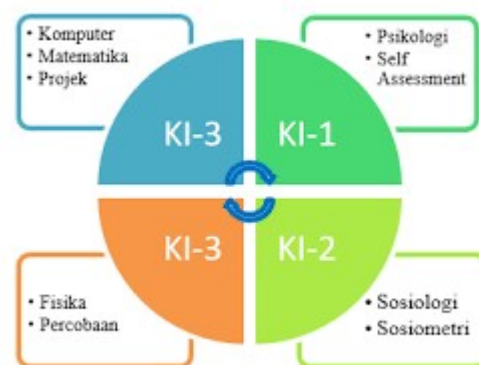 • Komputer
• Matematika
• Projek
• Psikologi
• Self
Assessment
KI-3
KI-1
KI-3
KI-2
• Fisika
• Percobaan
• Sosiologi
• Sosiometri